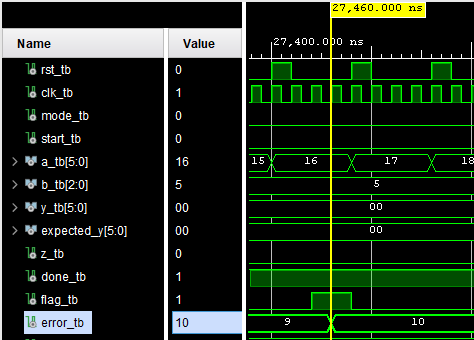 27,460.000 ns
Name Value 27,400.000 ns
rst_tb 0
clk_tb 1
mode_tb 0
start_tb 0
a_tb[5:0] 16 15 16 17 18
b_tb[2:0] 5 5
y_tb[5:0] 00 00
expected_y[5:0] 00 00
z_tb 0
done_tb 1
flag_tb 1
error_tb 10 9 10